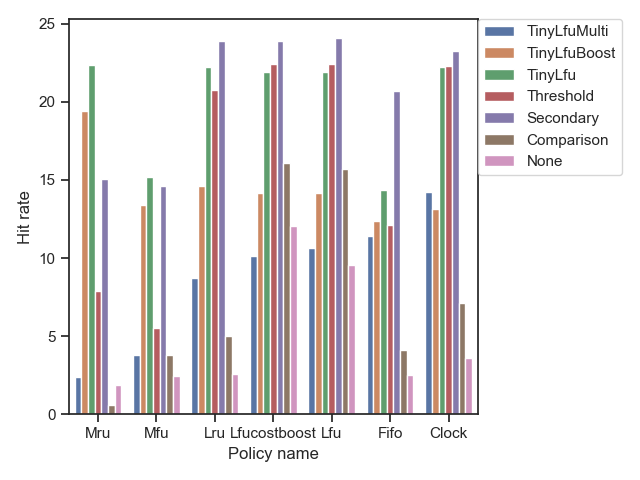 25
20
15
10
5
0
Hit rate
Mru Mfu Lru Lfucostboost Lfu Fifo Clock
Policy name
TinyLfuMulti
TinyLfuBoost
TinyLfu
Threshold
Secondary
Comparison
None